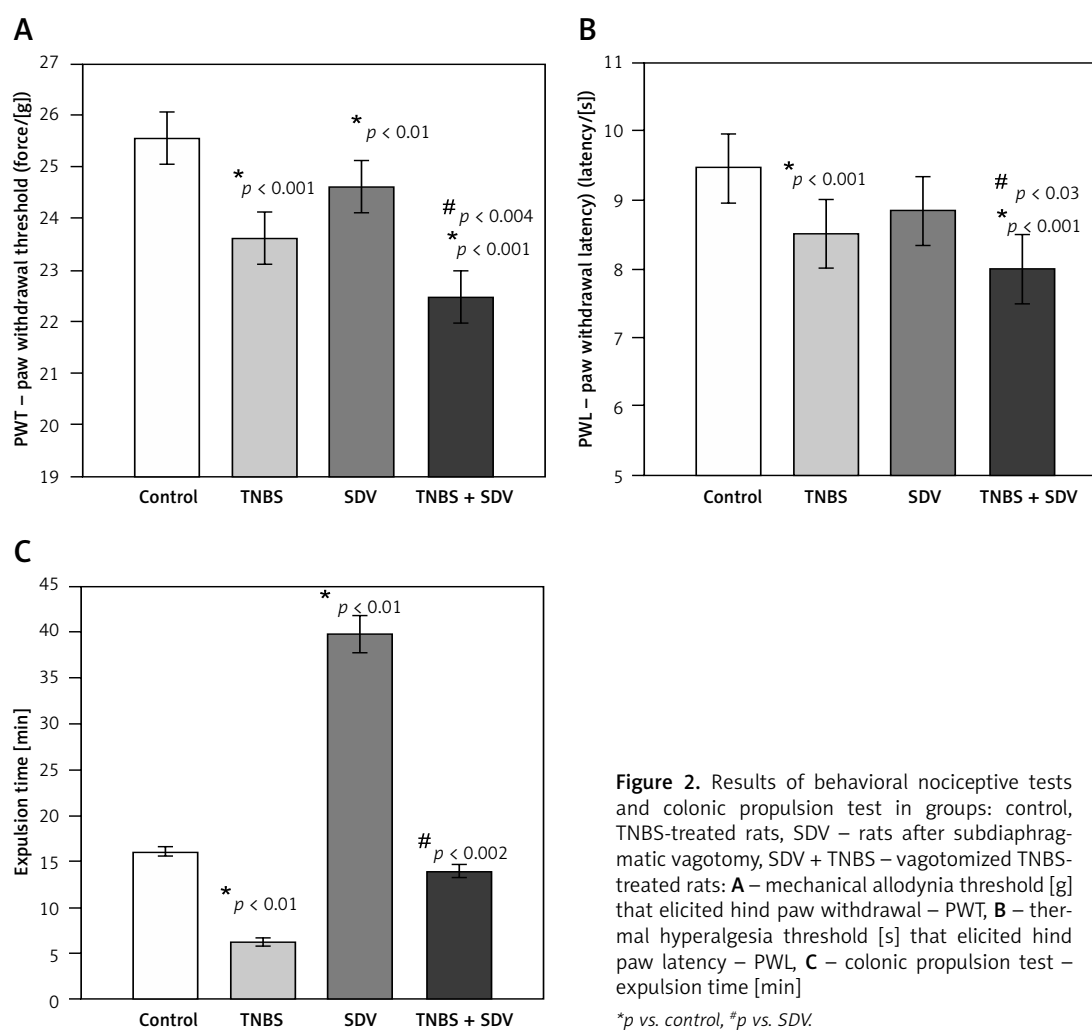 A
PWT – paw withdrawal threshold (force/[g])
27
26
25
24
23
22
21
20
19
* p < 0.001
* p < 0.01
# p < 0.004
* p < 0.001
Control TNBS SDV TNBS + SDV
B
PWL – paw withdrawal latency) (latency/[s])
11
10
9
8
7
6
5
* p < 0.001
# p < 0.03
* p < 0.001
Control TNBS SDV TNBS + SDV
C
Expulsion time [min]
45
40
35
30
25
20
15
10
5
0
* p < 0.01
* p < 0.01
# p < 0.002
Control TNBS SDV TNBS + SDV
Figure 2. Results of behavioral nociceptive tests
and colonic propulsion test in groups: control,
TNBS-treated rats, SDV – rats after subdiaphrag-
matic vagotomy, SDV + TNBS – vagotomized TNBS-
treated rats: A – mechanical allodynia threshold [g]
that elicited hind paw withdrawal – PWT, B – ther-
mal hyperalgesia threshold [s] that elicited hind
paw latency – PWL, C – colonic propulsion test –
expulsion time [min]
*p vs. control, #p vs. SDV.